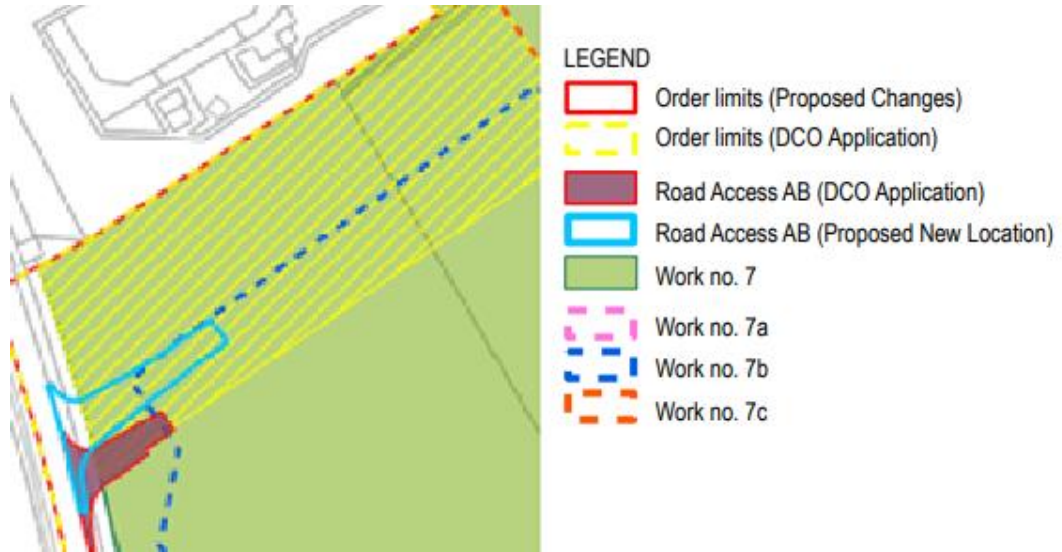 LEGEND
Order limits (Proposed Changes)
Order limits (DCO Application)
Road Access AB (DCO Application)
Road Access AB (Proposed New Location)
Work no. 7
Work no. 7a
Work no. 7b
Work no. 7c